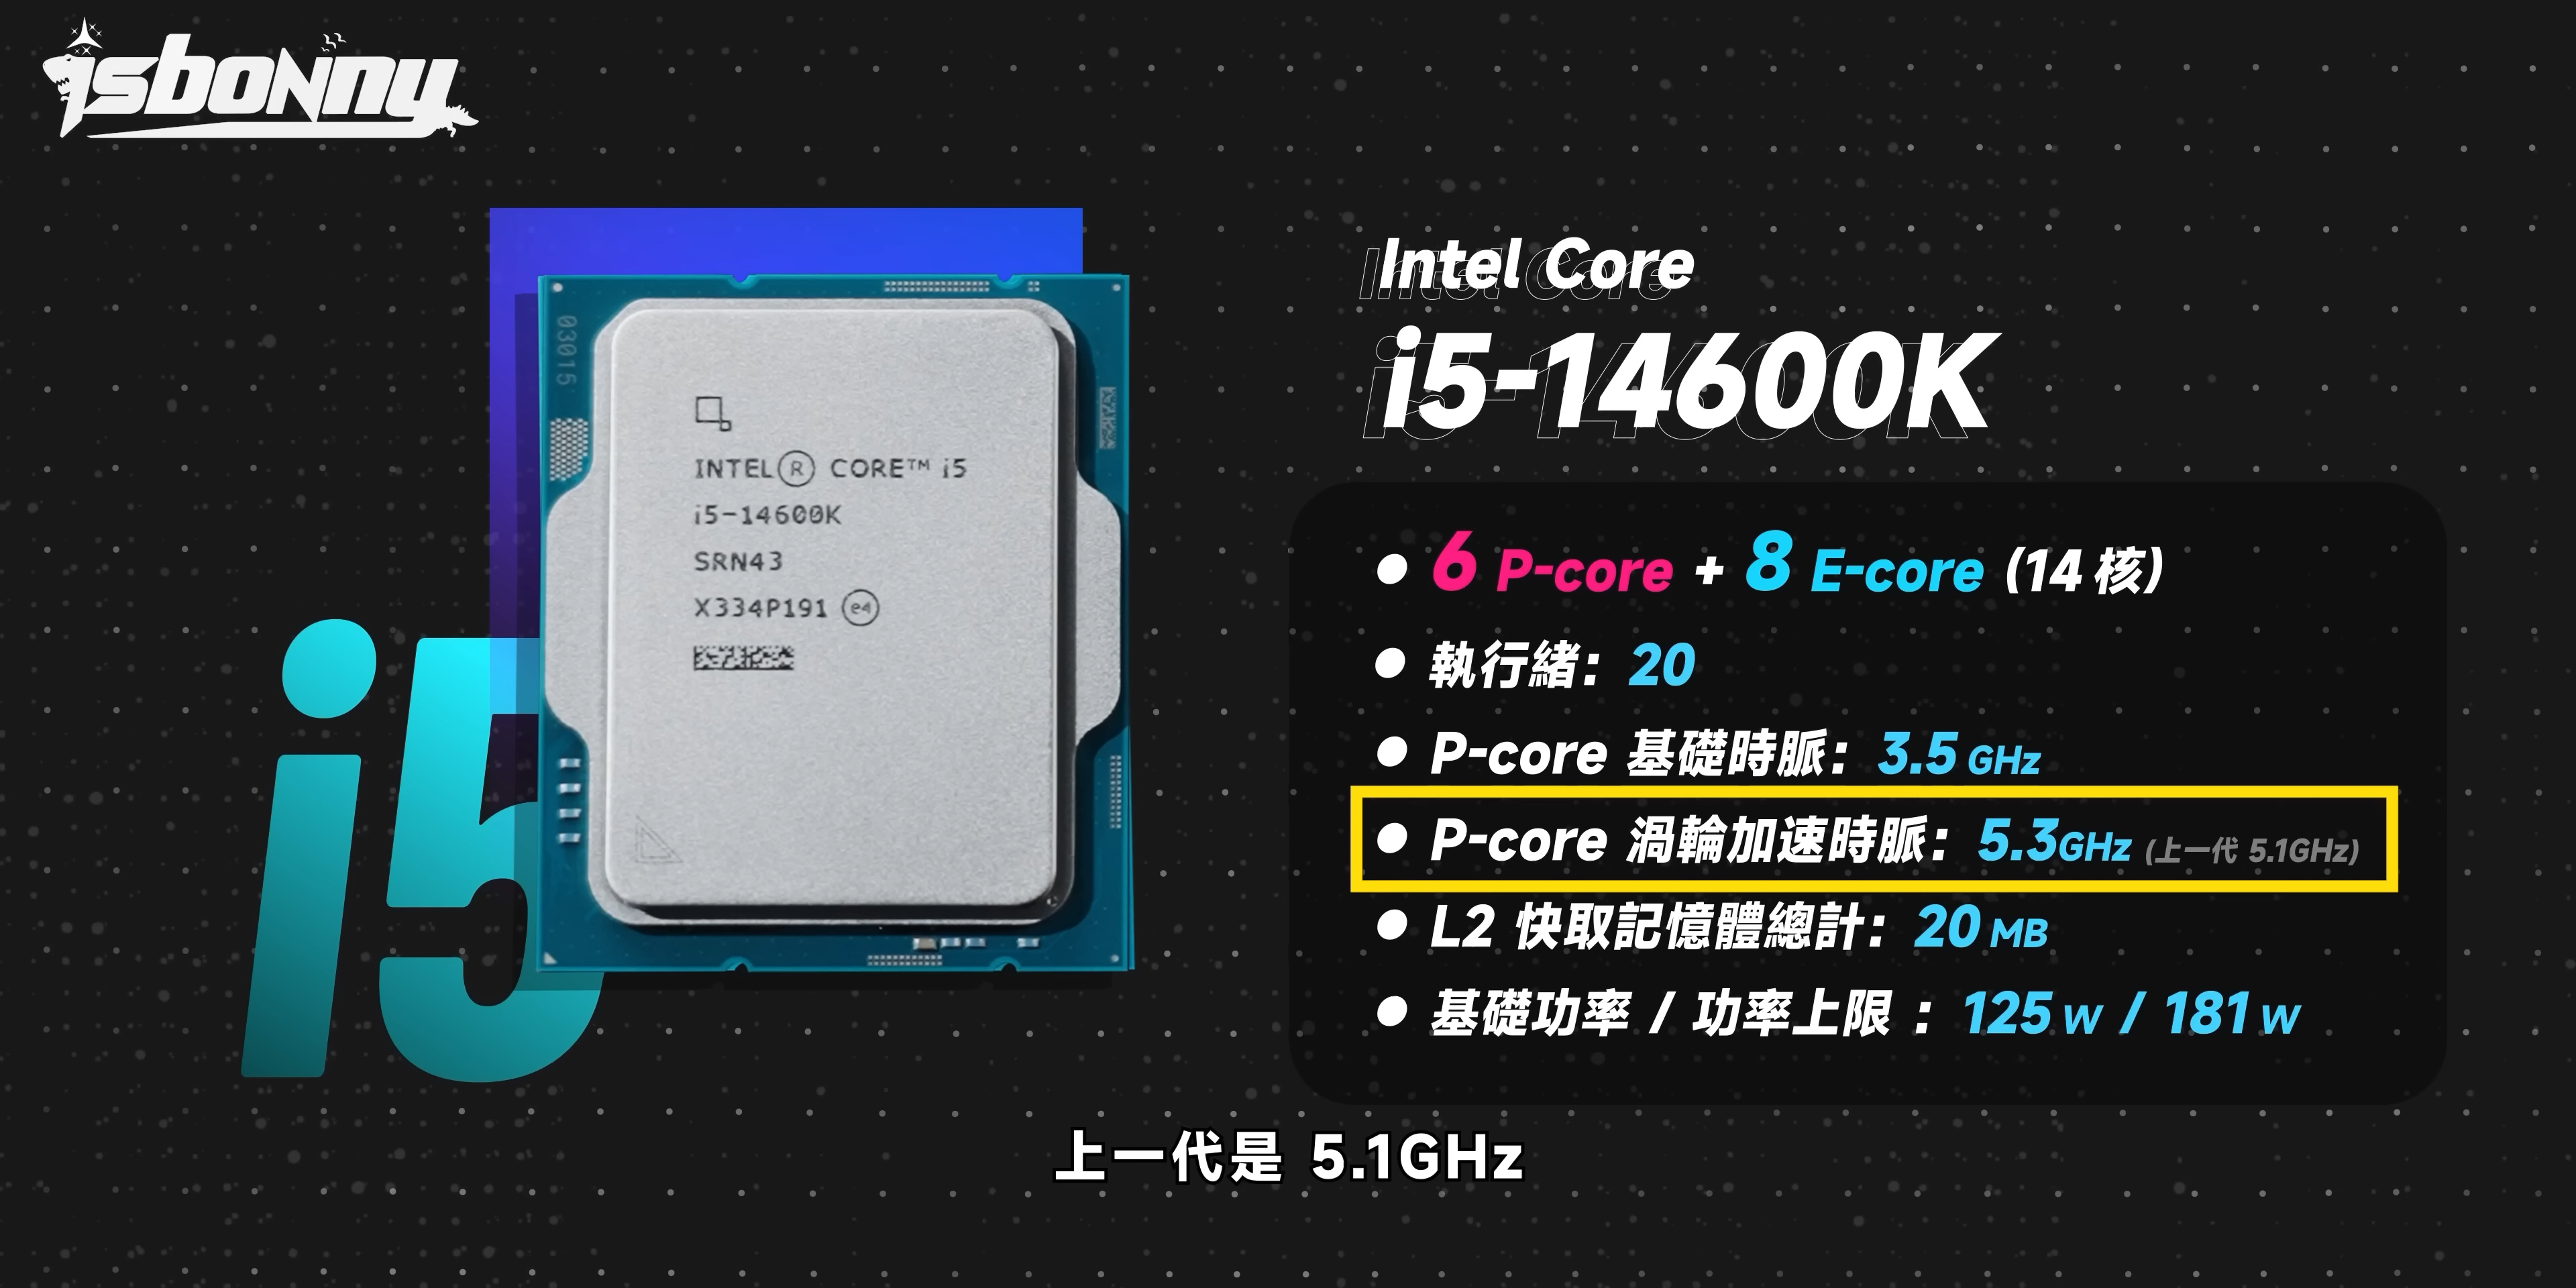 isbonny
Intel Core
i5-14600K
03015
INTEL® CORE™ i5
i5-14600K
SRN43
X334P191 e4
i5
● 6 P-core + 8 E-core (14 核)
● 執行緒：20
● P-core 基礎時脈：3.5 GHz
● P-core 渦輪加速時脈：5.3GHz (上一代 5.1GHz)
● L2 快取記憶體總計：20 MB
● 基礎功率 / 功率上限 ：125 W / 181 W
上一代是 5.1GHz